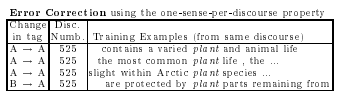 Error Correction using the one-sense-per-discourse property
Change Disc.
in tag Numb. Training Examples (from same discourse)
A → A 525 contains a varied plant and animal life
A → A 525 the most common plant life , the ...
A → A 525 slight within Arctic plant species ...
B → A 525 are protected by plant parts remaining from